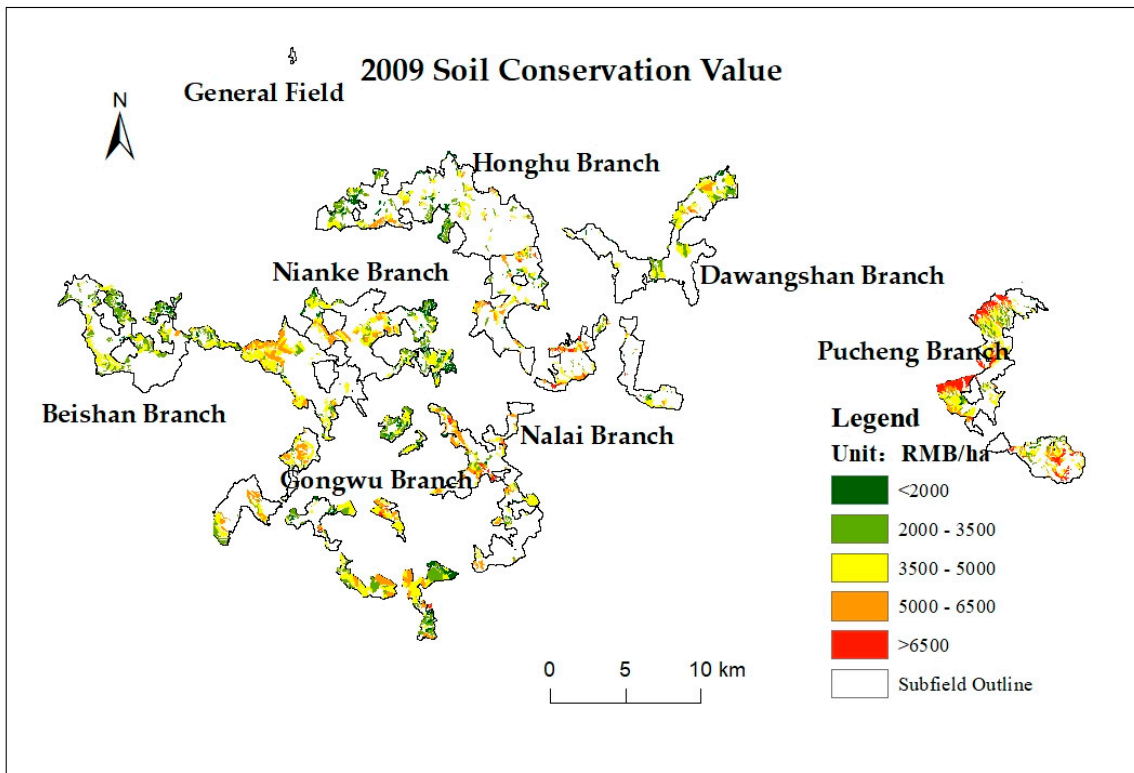 2009 Soil Conservation Value
General Field
N
Honghu Branch
Nianke Branch
Dawangshan Branch
Pucheng Branch
Beishan Branch
Nalai Branch
Gongwu Branch
Legend
Unit： RMB/ha
<2000
2000 - 3500
3500 - 5000
5000 - 6500
>6500
Subfield Outline
0 5 10 km